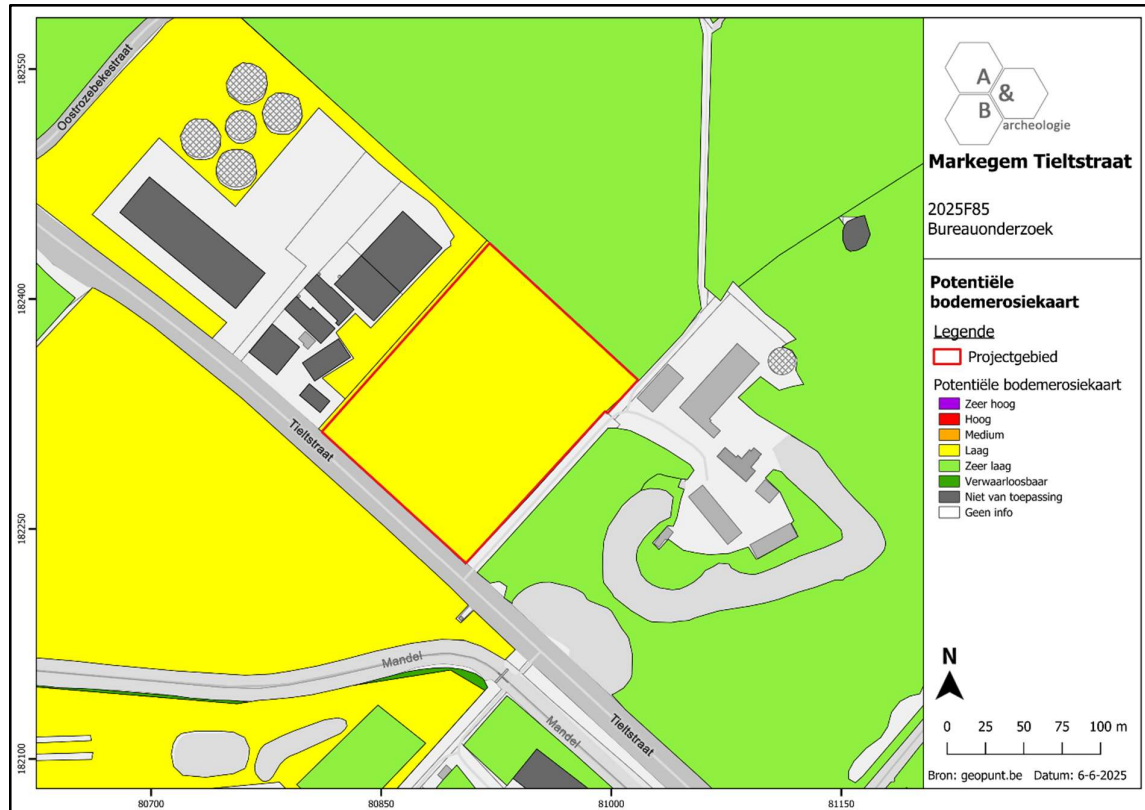 182550
182400
182250
182100
80700
80850
81000
81150
Oostrozebekestraat
Tieltstraat
Mandel
Mandel
Tieltstraat
A
&
B
archeologie
Markegem Tieltstraat
2025F85
Bureauonderzoek
Potentiële
bodemerosiekaart
Legende
Projectgebied
Potentiële bodemerosiekaart
Zeer hoog
Hoog
Medium
Laag
Zeer laag
Verwaarloosbaar
Niet van toepassing
Geen info
N
0 25 50 75 100 m
Bron: geopunt.be Datum: 6-6-2025